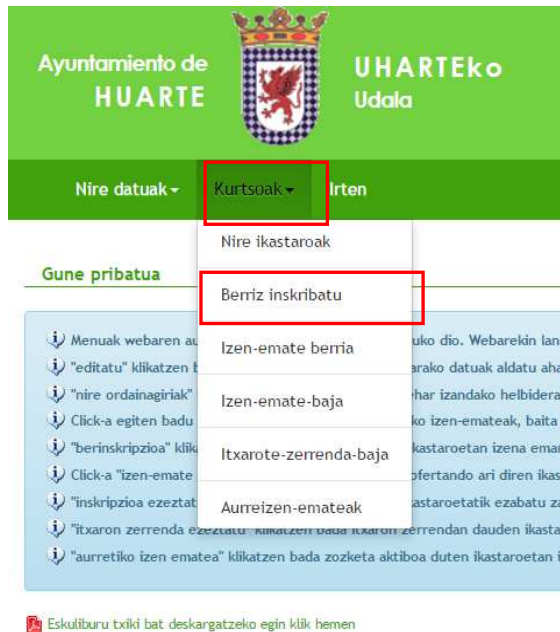 Ayuntamiento de
HUARTE
UHARTEko
Udala
Nire datuak
Kurtsoak
Irten
Nire ikastaroak
Berriz inskribatu
Izen-emate berria
Izen-emate-baja
Itxarote-zerrenda-baja
Aurreizen-emateak
Gune pribatua
Menuak webaren au uko dio. Webarekin lan
"editatu" klikatzen b arako datuak aldatu aha
"nire ordainagiriak" ehar izandako helbidera
Click-a egiten badu ko izen-emateak, baita
"berinskripzioa" klik kastaroetan izena eman
Click-a "izen-emate ofertando ari diren ikas
"inskripzioa ezeztat astaroetatik ezabatu za
"itxaron zerrenda ezeztatu" klikatzen bada itxaron zerrendan dauden ikasta
"aurretiko izen ematea" klikatzen bada zozketa aktiboa duten ikastaroetan i
Eskuliburu txiki bat deskargatzeko egin klik hemen